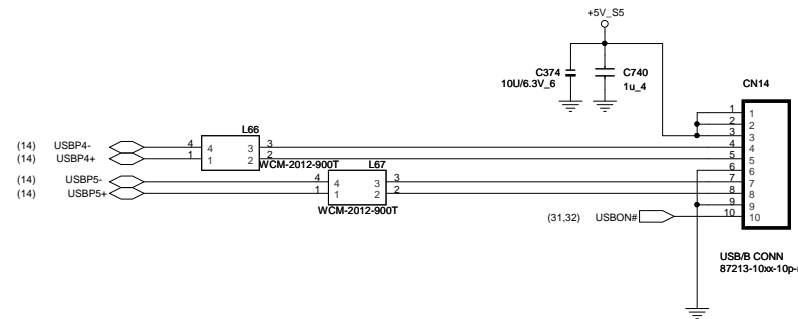 +5V_S5
C374
10U/6.3V_6
C740
1u_4
CN14
1
2
3
4
5
6
7
8
9
10
1
2
3
4
5
6
7
8
9
10
L66
(14) USBP4- 4 4 3 3
(14) USBP4+ 1 1 2 2
WCM-2012-900T
L67
(14) USBP5- 4 4 3 3
(14) USBP5+ 1 1 2 2
WCM-2012-900T
(31,32) USBON#
USB/B CONN
87213-10xx-10p-